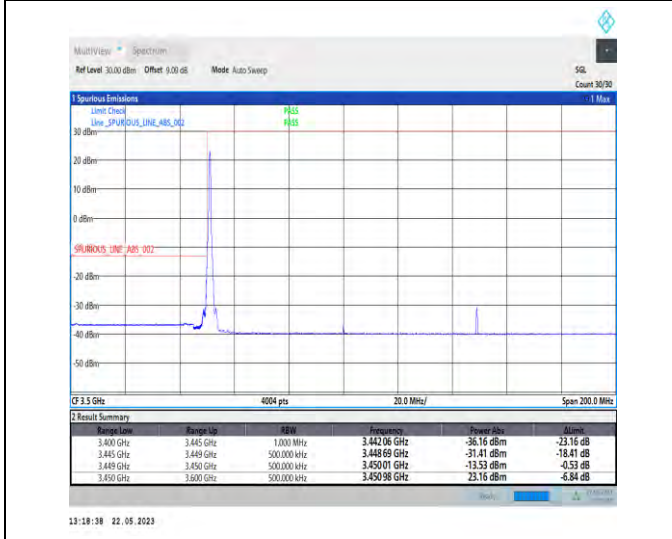 MultiView Spectrum
Ref Level 30.00 dBm Offset 9.00 dB Mode Auto Sweep SGL
Count 30/30
1 Spurious Emissions 1 Max
Limit Check PASS
Line _SPURIOUS_LINE_ABS_002 PASS
30 dBm
20 dBm
10 dBm
0 dBm
SPURIOUS_LINE_ABS_002
-20 dBm
-30 dBm
-40 dBm
-50 dBm
CF 3.5 GHz 4004 pts 20.0 MHz/ Span 200.0 MHz
2 Result Summary
Range Low Range Up RBW Frequency Power Abs ΔLimit
3.400 GHz 3.445 GHz 1.000 MHz 3.44206 GHz -36.16 dBm -23.16 dB
3.445 GHz 3.449 GHz 500.000 kHz 3.44869 GHz -31.41 dBm -18.41 dB
3.449 GHz 3.450 GHz 500.000 kHz 3.45001 GHz -13.53 dBm -0.53 dB
3.450 GHz 3.600 GHz 500.000 kHz 3.45098 GHz 23.16 dBm -6.84 dB
Ready
13:18:38 22.05.2023